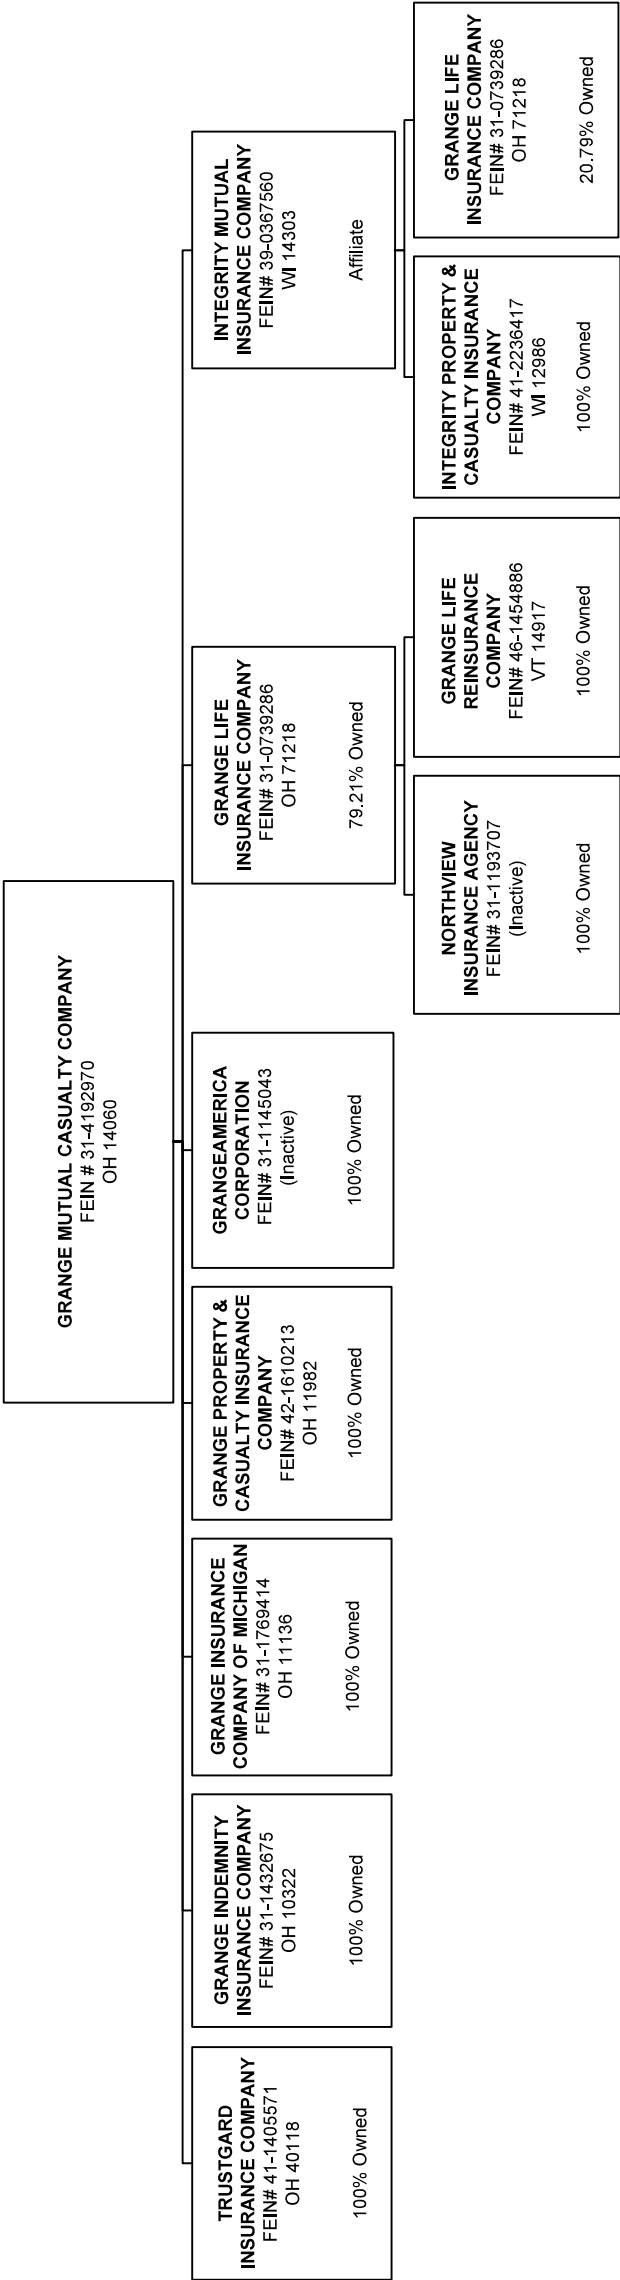 GRANGE MUTUAL CASUALTY COMPANY
FEIN # 31-4192970
OH 14060
TRUSTGARD
INSURANCE COMPANY
FEIN# 41-1405571
OH 40118
100% Owned
GRANGE INDEMNITY
INSURANCE COMPANY
FEIN# 31-1432675
OH 10322
100% Owned
GRANGE INSURANCE
COMPANY OF MICHIGAN
FEIN# 31-1769414
OH 11136
100% Owned
GRANGE PROPERTY &
CASUALTY INSURANCE
COMPANY
FEIN# 42-1610213
OH 11982
100% Owned
GRANGEAMERICA
CORPORATION
FEIN# 31-1145043
(Inactive)
100% Owned
GRANGE LIFE
INSURANCE COMPANY
FEIN# 31-0739286
OH 71218
79.21% Owned
INTEGRITY MUTUAL
INSURANCE COMPANY
FEIN# 39-0367560
WI 14303
Affiliate
NORTHVIEW
INSURANCE AGENCY
FEIN# 31-1193707
(Inactive)
100% Owned
GRANGE LIFE
REINSURANCE
COMPANY
FEIN# 46-1454886
VT 14917
100% Owned
INTEGRITY PROPERTY &
CASUALTY INSURANCE
COMPANY
FEIN# 41-2236417
WI 12986
100% Owned
GRANGE LIFE
INSURANCE COMPANY
FEIN# 31-0739286
OH 71218
20.79% Owned